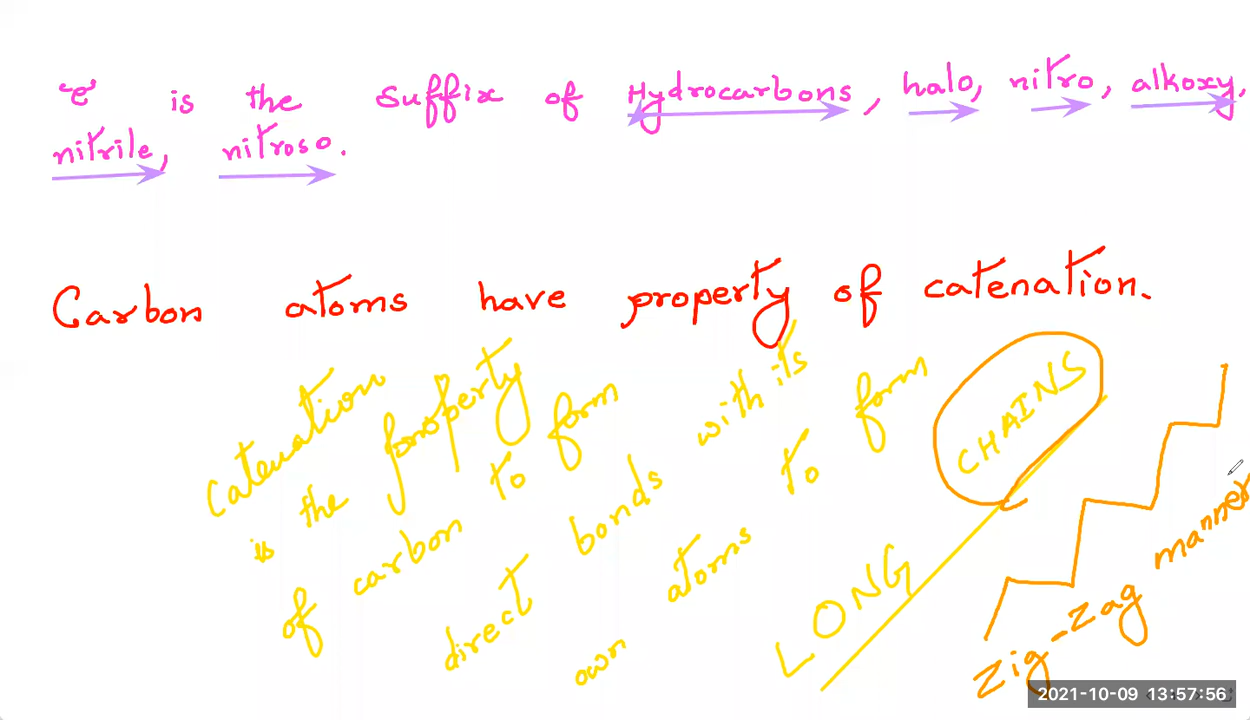 'e' is the suffix of Hydrocarbons, halo, nitro, alkoxy,
nitrile, nitroso.
Carbon atoms have property of catenation.
catenation
is the property
of carbon to form
direct bonds with its
own atoms to form
LONG CHAINS
Zig-Zag manner
2021-10-09 13:57:56